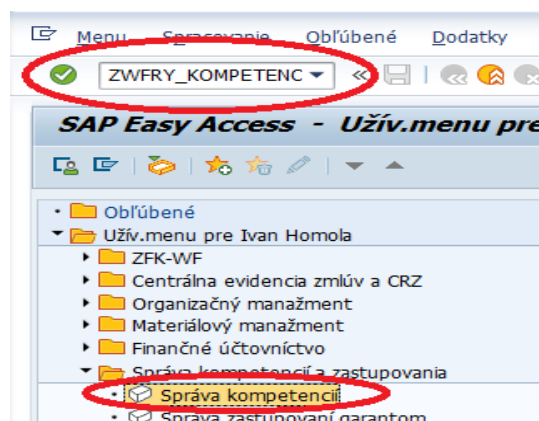 Menu Spracovanie Obľúbené Dodatky
ZWFRY_KOMPETENC
SAP Easy Access - Užív.menu pre
Obľúbené
Užív.menu pre Ivan Homola
ZFK-WF
Centrálna evidencia zmlúv a CRZ
Organizačný manažment
Materiálový manažment
Finančné účtovníctvo
Správa kompetencií a zastupovania
Správa kompetencií
Správa zastupovaní garantom